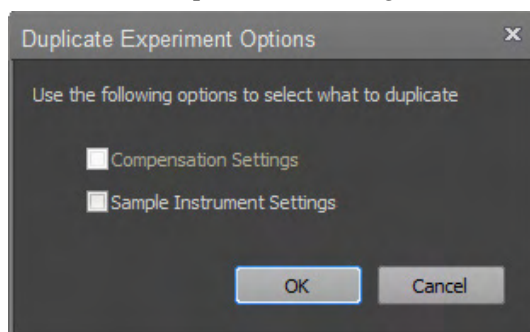 Duplicate Experiment Options
Use the following options to select what to duplicate
Compensation Settings
Sample Instrument Settings
OK Cancel